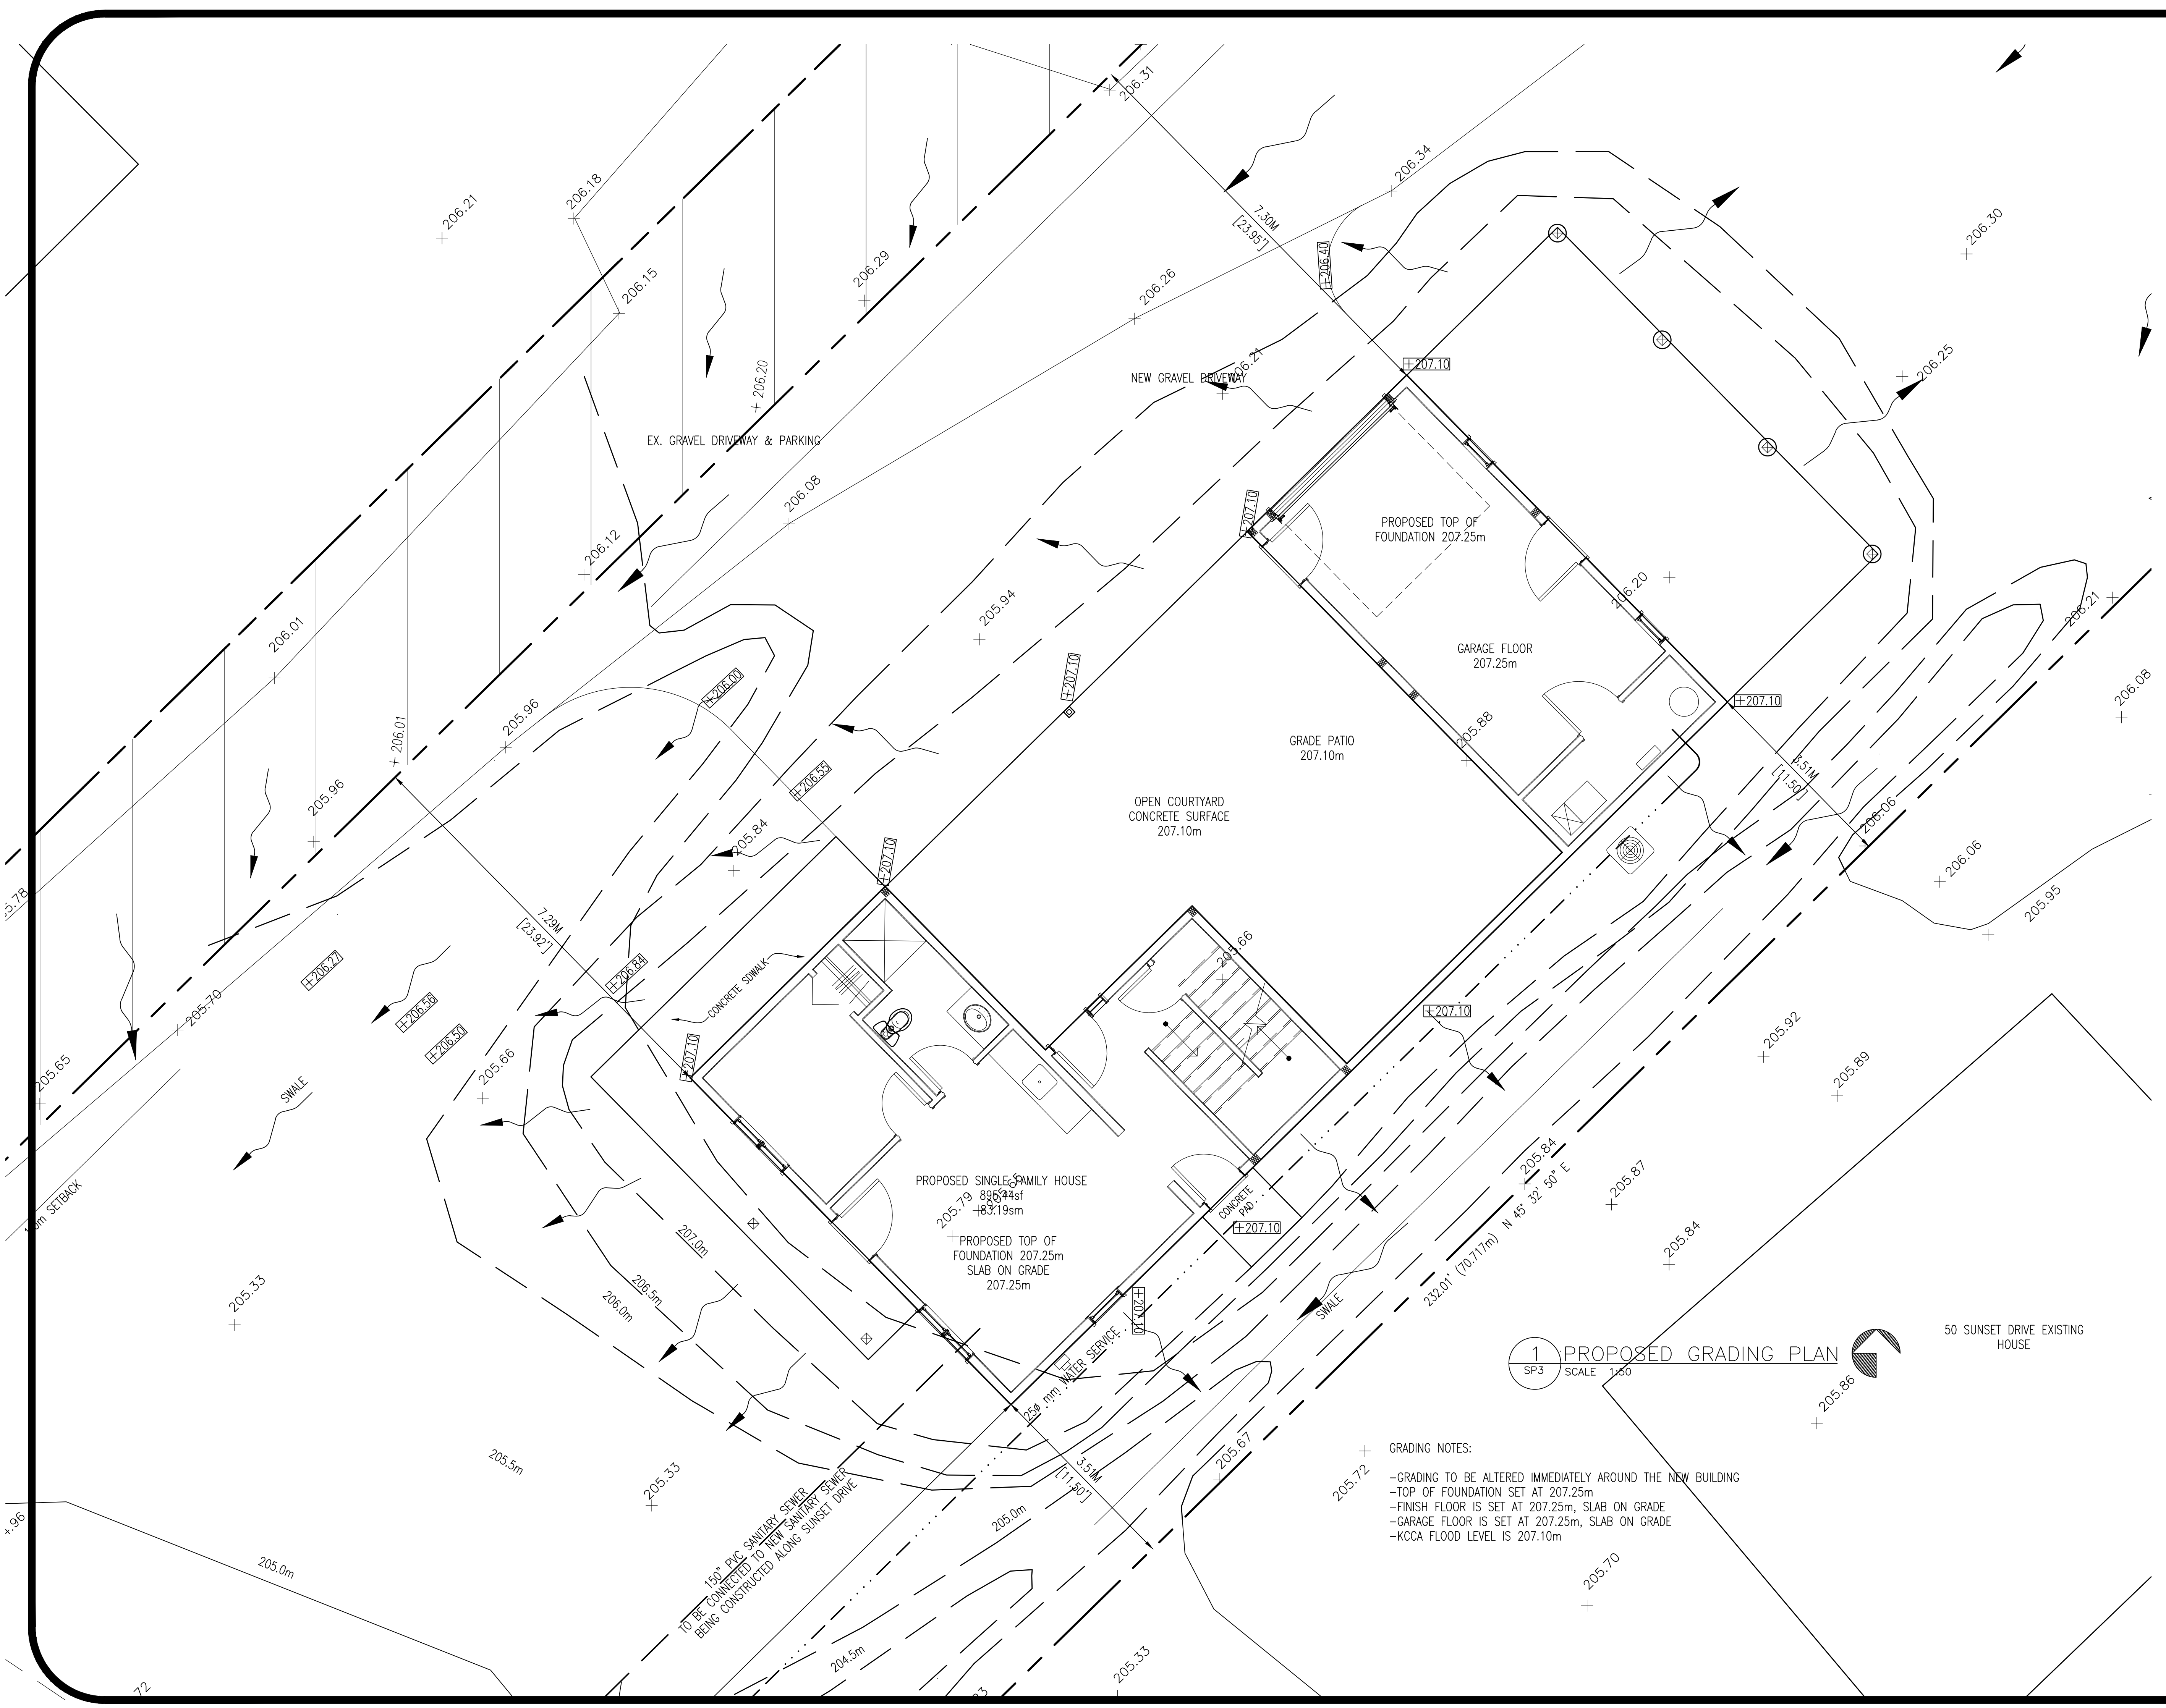 206.31
206.34
206.18
206.21
7.30M
[23.95']
206.30
206.29
206.15
+206.40
206.26
206.21
NEW GRAVEL DRIVEWAY
+207.10
206.25
+ 206.20
EX. GRAVEL DRIVEWAY & PARKING
206.08
+207.10
PROPOSED TOP OF
FOUNDATION 207.25m
206.12
205.94
206.20
206.21
206.01
GARAGE FLOOR
207.25m
+207.10
+206.00
206.08
+207.10
205.96
+ 206.01
205.88
GRADE PATIO
207.10m
3.51M
[11.50']
+206.55
205.96
OPEN COURTYARD
CONCRETE SURFACE
207.10m
206.06
205.84
+207.10
206.06
205.95
7.29M
[23.92']
205.66
+206.27
+206.84
CONCRETE SDWALK
+206.56
205.70
+206.50
+207.10
205.92
+207.10
205.65
205.66
205.89
SWALE
205.84
205.87
PROPOSED SINGLE FAMILY HOUSE
895.44sf
83.19sm
205.65
205.79
CONCRETE
PAD
+207.10
1.0m SETBACK
232.01' (70.717m) N 45° 32' 50" E
205.84
PROPOSED TOP OF
FOUNDATION 207.25m
SLAB ON GRADE
207.25m
207.0m
206.5m
206.0m
205.33
+207.10
SWALE
25ø mm WATER SERVICE
1
SP3
PROPOSED GRADING PLAN
SCALE 1:50
50 SUNSET DRIVE EXISTING
HOUSE
205.86
205.5m
205.33
205.67
3.51M
[11.50']
205.72
GRADING NOTES:
-GRADING TO BE ALTERED IMMEDIATELY AROUND THE NEW BUILDING
-TOP OF FOUNDATION SET AT 207.25m
-FINISH FLOOR IS SET AT 207.25m, SLAB ON GRADE
-GARAGE FLOOR IS SET AT 207.25m, SLAB ON GRADE
-KCCA FLOOD LEVEL IS 207.10m
150" PVC SANITARY SEWER
TO BE CONNECTED TO NEW SANITARY SEWER
BEING CONSTRUCTED ALONG SUNSET DRIVE
205.0m
205.0m
205.70
204.5m
205.33
72